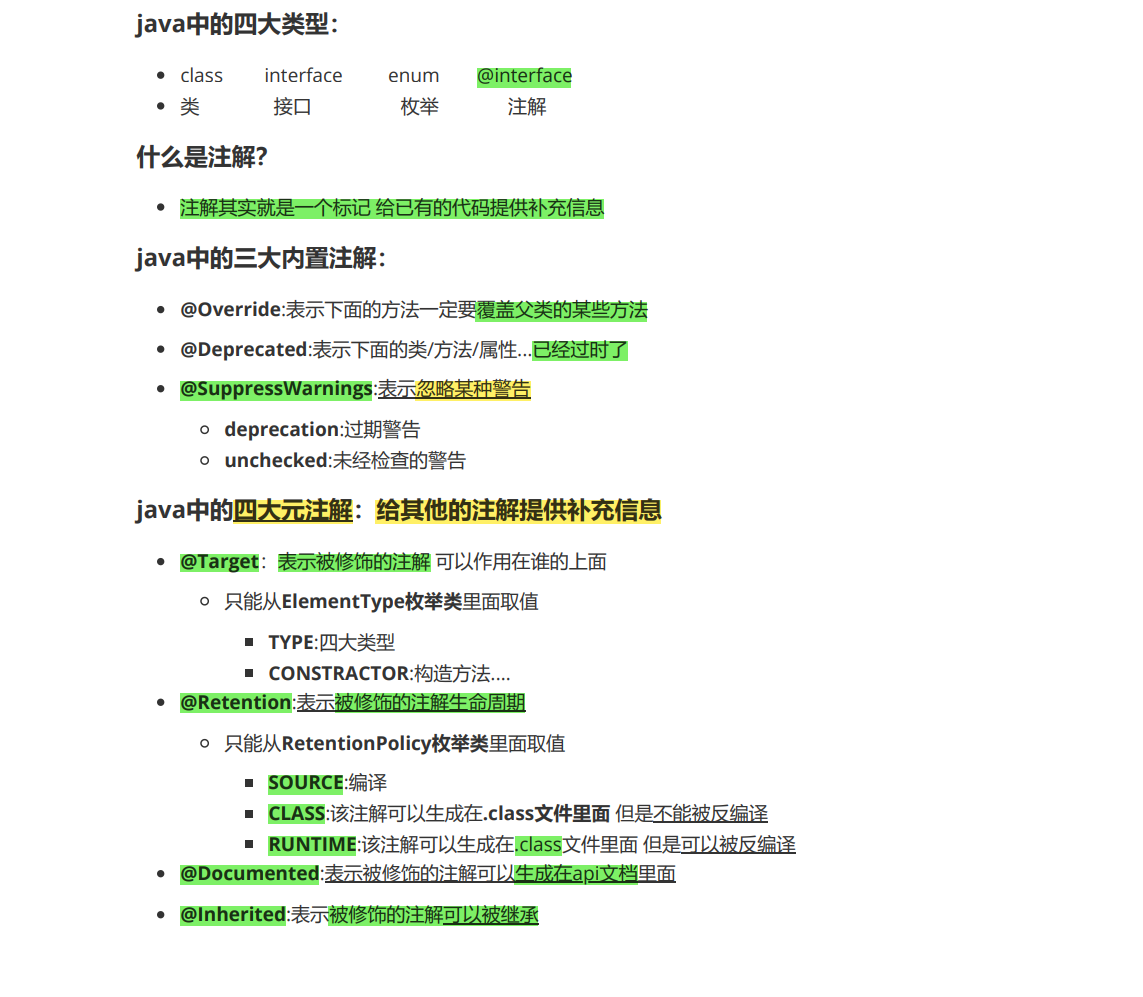 java中的四大类型：
class interface enum @interface
类 接口 枚举 注解
什么是注解？
注解其实就是一个标记 给已有的代码提供补充信息
java中的三大内置注解：
@Override:表示下面的方法一定要覆盖父类的某些方法
@Deprecated:表示下面的类/方法/属性...已经过时了
@SuppressWarnings:表示忽略某种警告
deprecation:过期警告
unchecked:未经检查的警告
java中的四大元注解：给其他的注解提供补充信息
@Target：表示被修饰的注解 可以作用在谁的上面
只能从ElementType枚举类里面取值
TYPE:四大类型
CONSTRACTOR:构造方法....
@Retention:表示被修饰的注解生命周期
只能从RetentionPolicy枚举类里面取值
SOURCE:编译
CLASS:该注解可以生成在.class文件里面 但是不能被反编译
RUNTIME:该注解可以生成在.class文件里面 但是可以被反编译
@Documented:表示被修饰的注解可以生成在api文档里面
@Inherited:表示被修饰的注解可以被继承